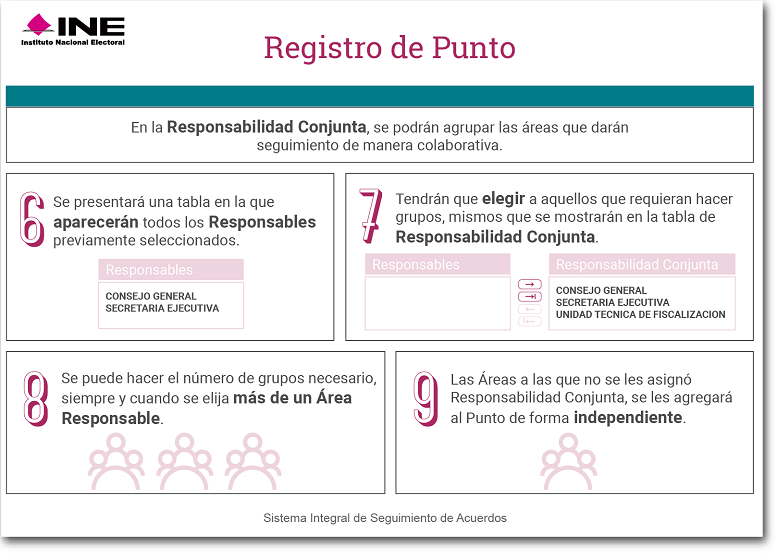 INE
Instituto Nacional Electoral
Registro de Punto
En la Responsabilidad Conjunta, se podrán agrupar las áreas que darán
seguimiento de manera colaborativa.
6
Se presentará una tabla en la que
aparecerán todos los Responsables
previamente seleccionados.
Responsables
CONSEJO GENERAL
SECRETARIA EJECUTIVA
7
Tendrán que elegir a aquellos que requieran hacer
grupos, mismos que se mostrarán en la tabla de
Responsabilidad Conjunta.
Responsables
Responsabilidad Conjunta
CONSEJO GENERAL
SECRETARIA EJECUTIVA
UNIDAD TECNICA DE FISCALIZACION
8
Se puede hacer el número de grupos necesario,
siempre y cuando se elija más de un Área
Responsable.
9
Las Áreas a las que no se les asignó
Responsabilidad Conjunta, se les agregará
al Punto de forma independiente.
Sistema Integral de Seguimiento de Acuerdos